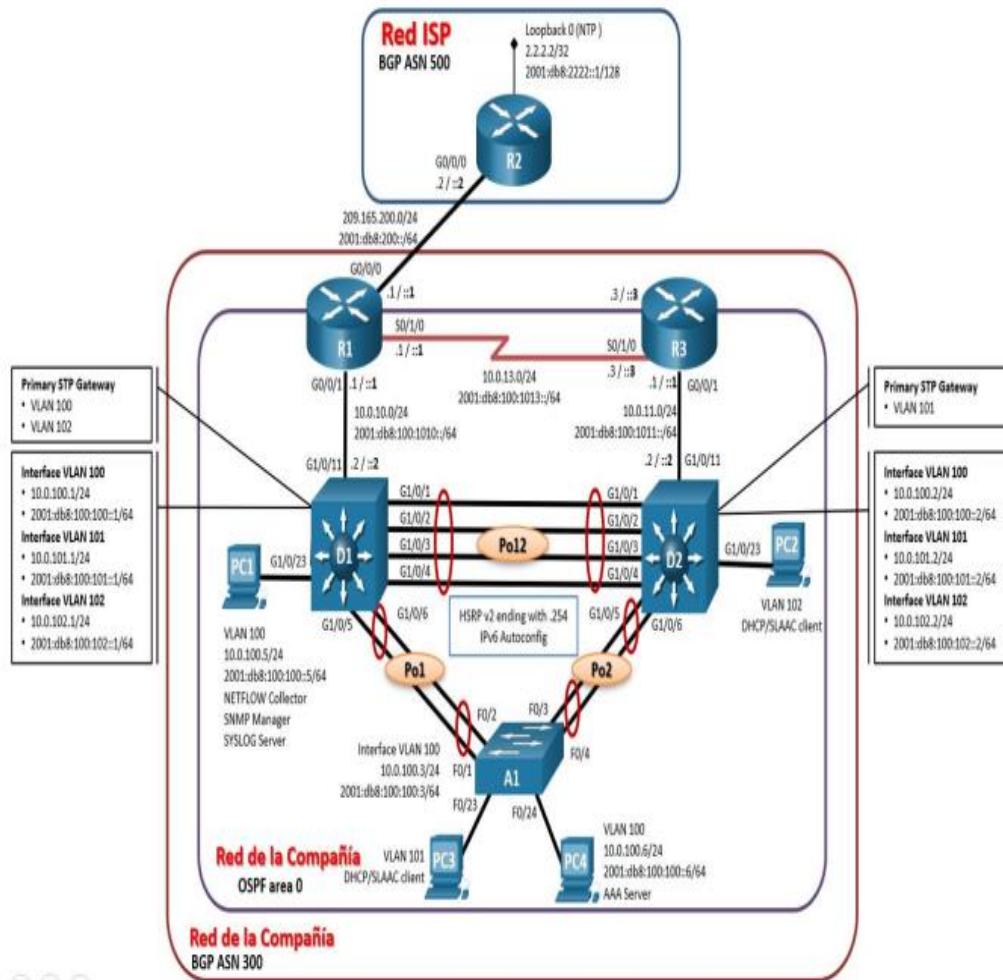 Red ISP
BGP ASN 500
Loopback 0 (NTP )
2.2.2.2/32
2001:db8:2222::1/128
R2
G0/0/0
.2 / ::2
209.165.200.0/24
2001:db8:200::/64
G0/0/0
.1 / ::1
R1
S0/1/0
.1 / ::1
G0/0/1
.1 / ::1
.3 / ::3
R3
S0/1/0
.3 / ::3
.1 / ::1
G0/0/1
10.0.13.0/24
2001:db8:100:1013::/64
10.0.10.0/24
2001:db8:100:1010::/64
10.0.11.0/24
2001:db8:100:1011::/64
Primary STP Gateway
• VLAN 100
• VLAN 102
Primary STP Gateway
• VLAN 101
G1/0/11
.2 / ::2
.2 / ::2
G1/0/11
Interface VLAN 100
• 10.0.100.1/24
• 2001:db8:100:100::1/64
Interface VLAN 101
• 10.0.101.1/24
• 2001:db8:100:101::1/64
Interface VLAN 102
• 10.0.102.1/24
• 2001:db8:100:102::1/64
Interface VLAN 100
• 10.0.100.2/24
• 2001:db8:100:100::2/64
Interface VLAN 101
• 10.0.101.2/24
• 2001:db8:100:101::2/64
Interface VLAN 102
• 10.0.102.2/24
• 2001:db8:100:102::2/64
G1/0/1
G1/0/2
G1/0/3
G1/0/4
Po12
G1/0/1
G1/0/2
G1/0/3
G1/0/4
D1
D2
PC1
G1/0/23
G1/0/23
PC2
VLAN 102
DHCP/SLAAC client
G1/0/5
G1/0/6
G1/0/5
G1/0/6
HSRP v2 ending with .254
IPv6 Autoconfig
VLAN 100
10.0.100.5/24
2001:db8:100:100::5/64
NETFLOW Collector
SNMP Manager
SYSLOG Server
Po1
Po2
F0/2
F0/3
F0/1
F0/4
Interface VLAN 100
10.0.100.3/24
2001:db8:100:100:3/64
A1
F0/23
F0/24
VLAN 101
DHCP/SLAAC client
PC3
PC4
VLAN 100
10.0.100.6/24
2001:db8:100:100::6/64
AAA Server
Red de la Compañía
OSPF area 0
Red de la Compañía
BGP ASN 300